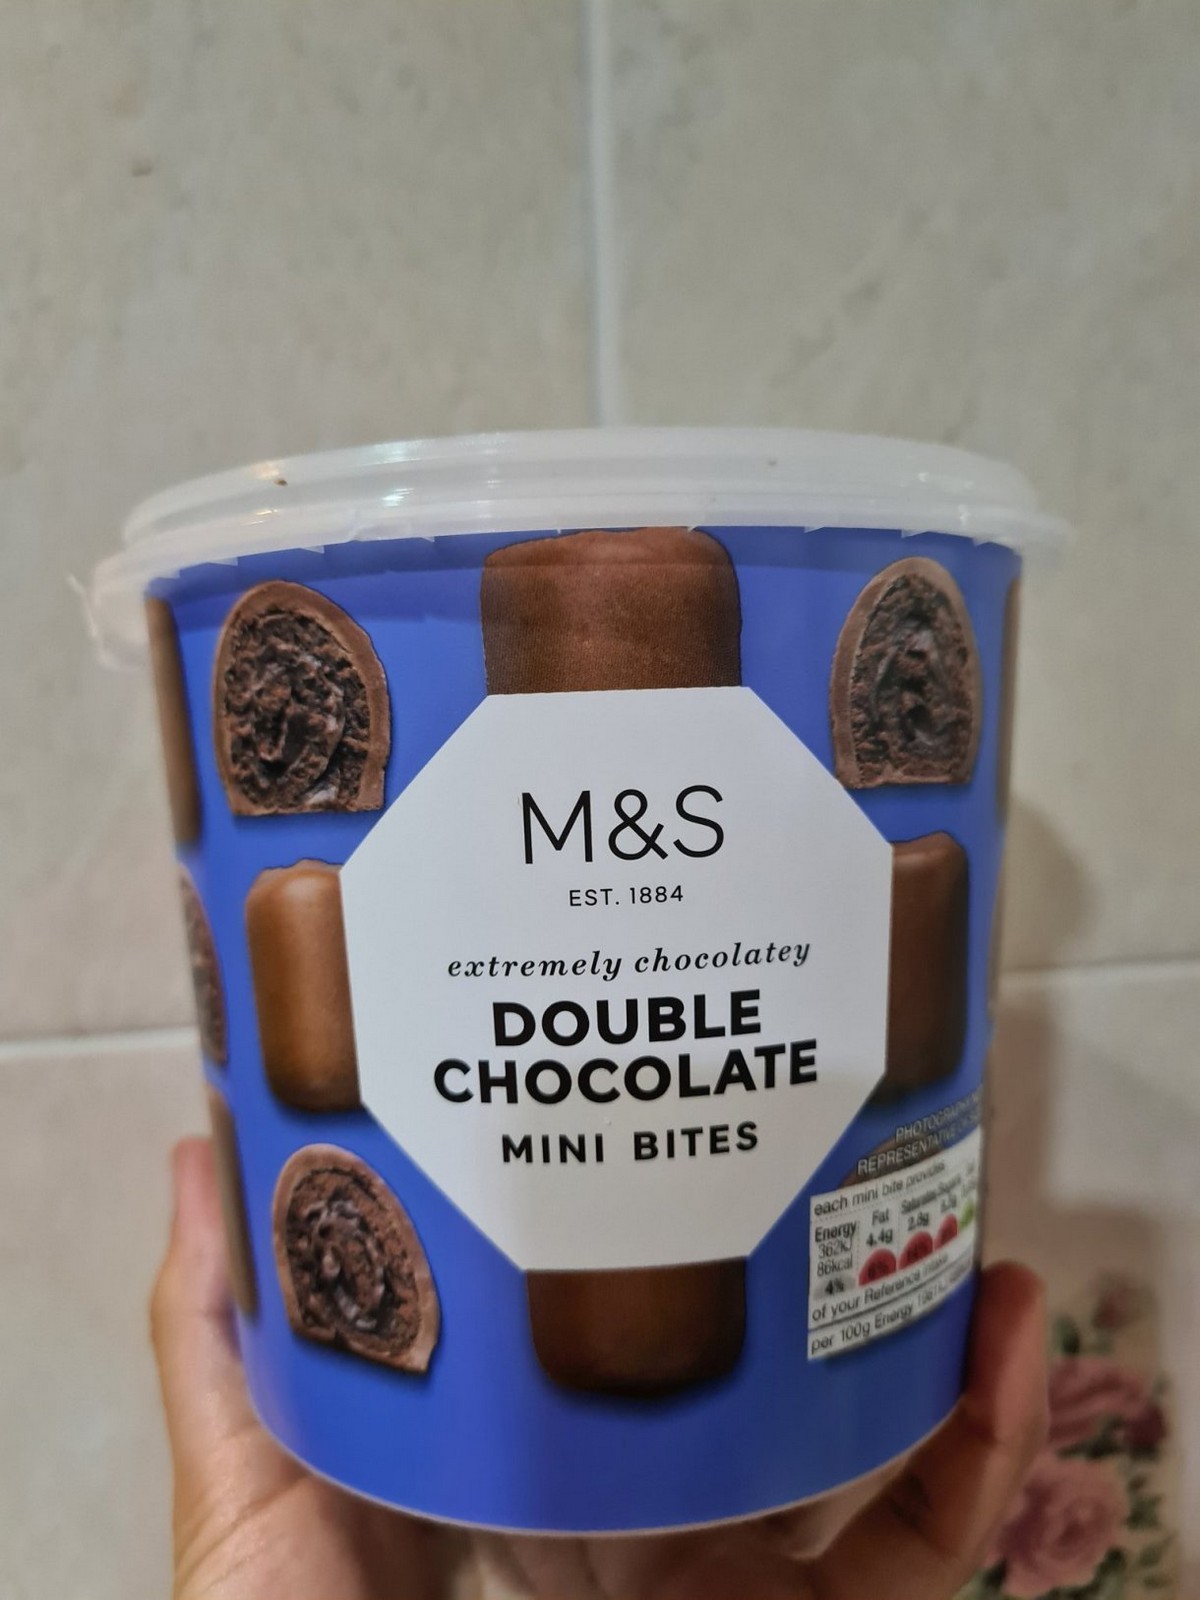 M&S
EST. 1884
extremely chocolatey
DOUBLE
CHOCOLATE
MINI BITES
REPRESENTATIVE
each mini bite provides
Energy
362kJ
86kcal
4%
Fat
4.4g
of your Reference Intake
per 100g Energy